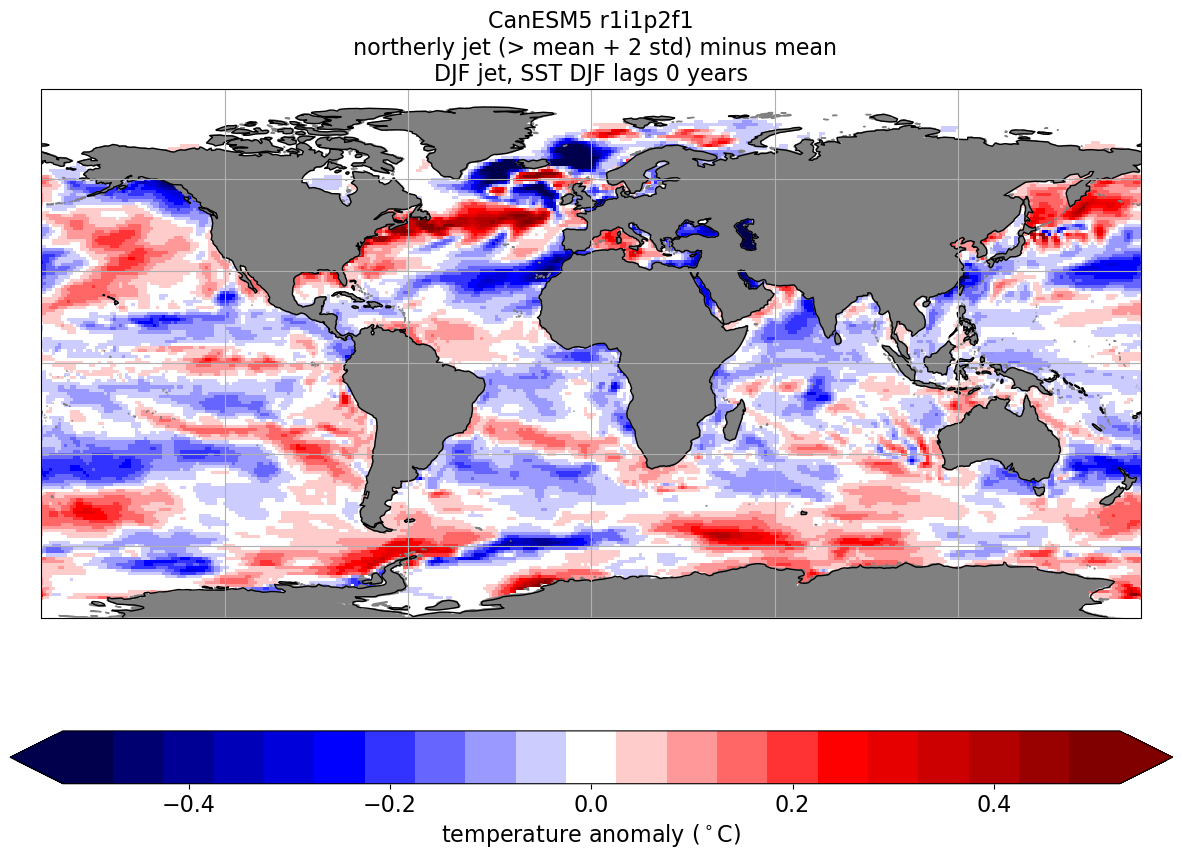 CanESM5 r1i1p2f1
northerly jet (> mean + 2 std) minus mean
DJF jet, SST DJF lags 0 years
−0.4 −0.2 0.0 0.2 0.4
temperature anomaly (°C)